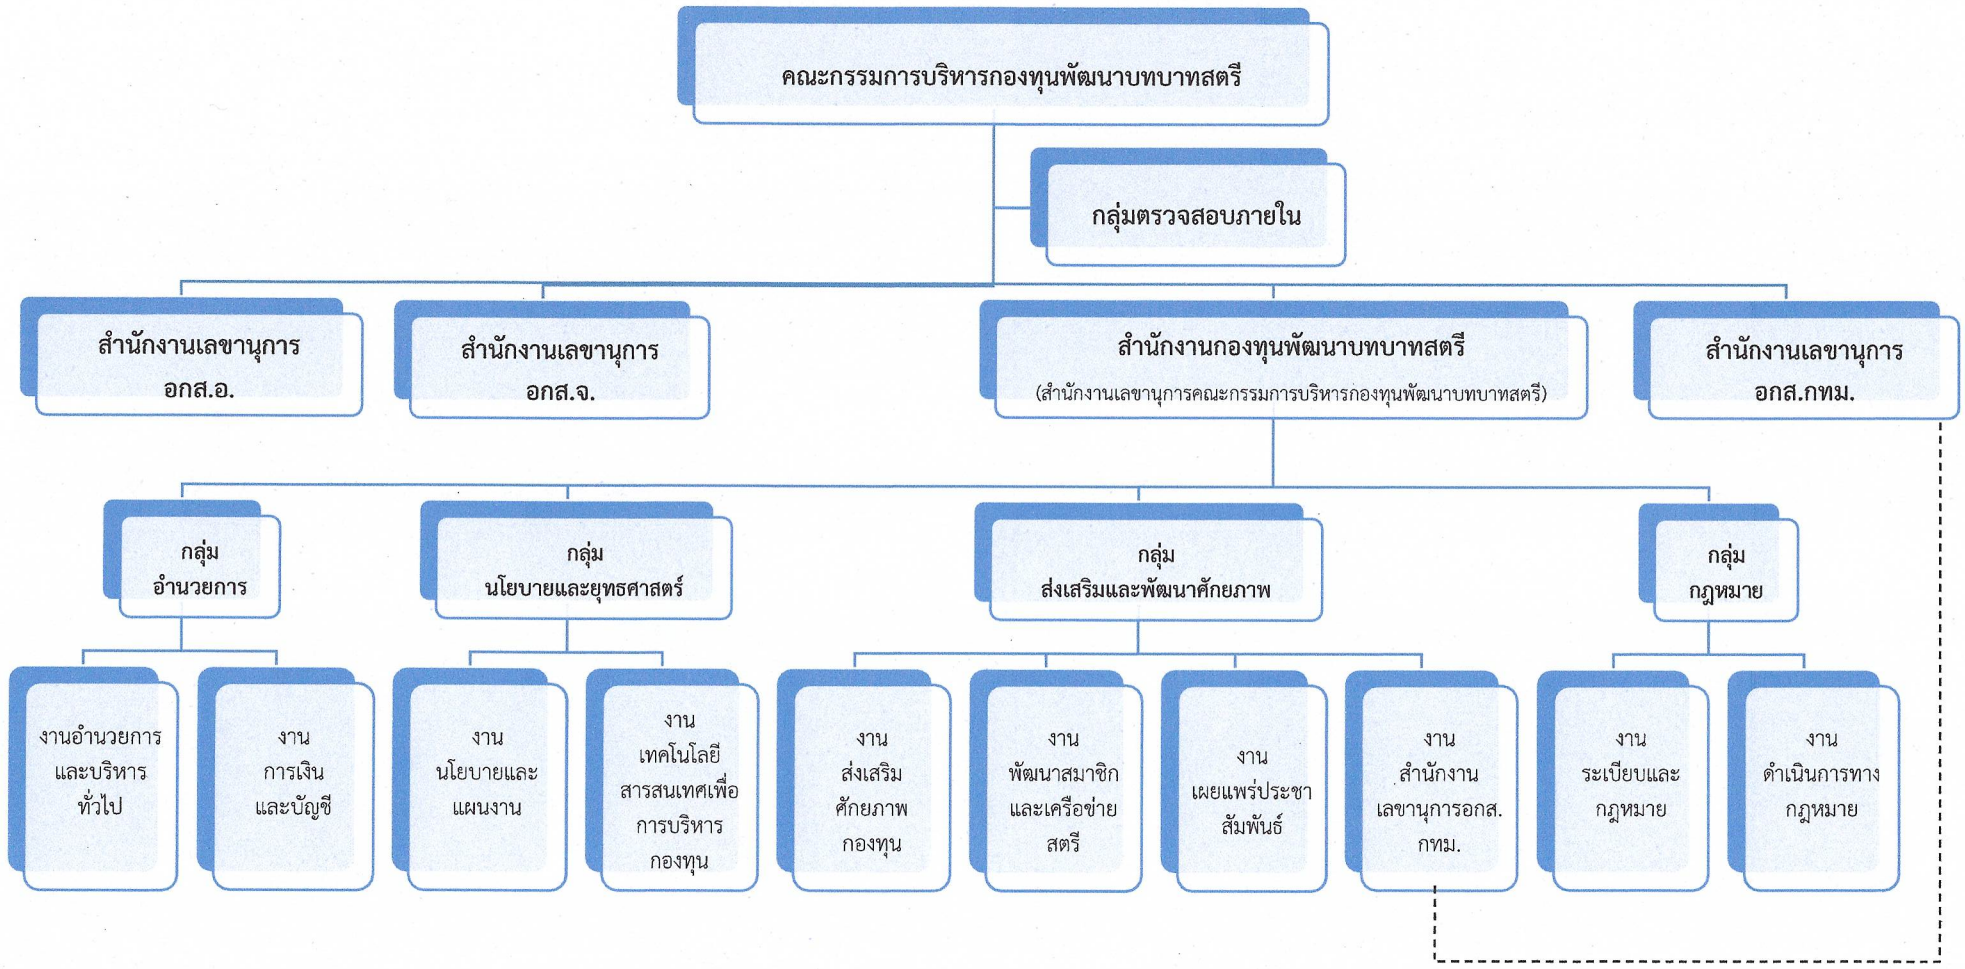 คณะกรรมการบริหารกองทุนพัฒนาบทบาทสตรี
กลุ่มตรวจสอบภายใน
สำนักงานเลขานุการ
อกส.อ.
สำนักงานเลขานุการ
อกส.จ.
สำนักงานกองทุนพัฒนาบทบาทสตรี
(สำนักงานเลขานุการคณะกรรมการบริหารกองทุนพัฒนาบทบาทสตรี)
สำนักงานเลขานุการ
อกส.กทม.
กลุ่ม
อำนวยการ
กลุ่ม
นโยบายและยุทธศาสตร์
กลุ่ม
ส่งเสริมและพัฒนาศักยภาพ
กลุ่ม
กฎหมาย
งานอำนวยการ
และบริหาร
ทั่วไป
งาน
การเงิน
และบัญชี
งาน
นโยบายและ
แผนงาน
งาน
เทคโนโลยี
สารสนเทศเพื่อ
การบริหาร
กองทุน
งาน
ส่งเสริม
ศักยภาพ
กองทุน
งาน
พัฒนาสมาชิก
และเครือข่าย
สตรี
งาน
เผยแพร่ประชา
สัมพันธ์
งาน
สำนักงาน
เลขานุการอกส.
กทม.
งาน
ระเบียบและ
กฎหมาย
งาน
ดำเนินการทาง
กฎหมาย